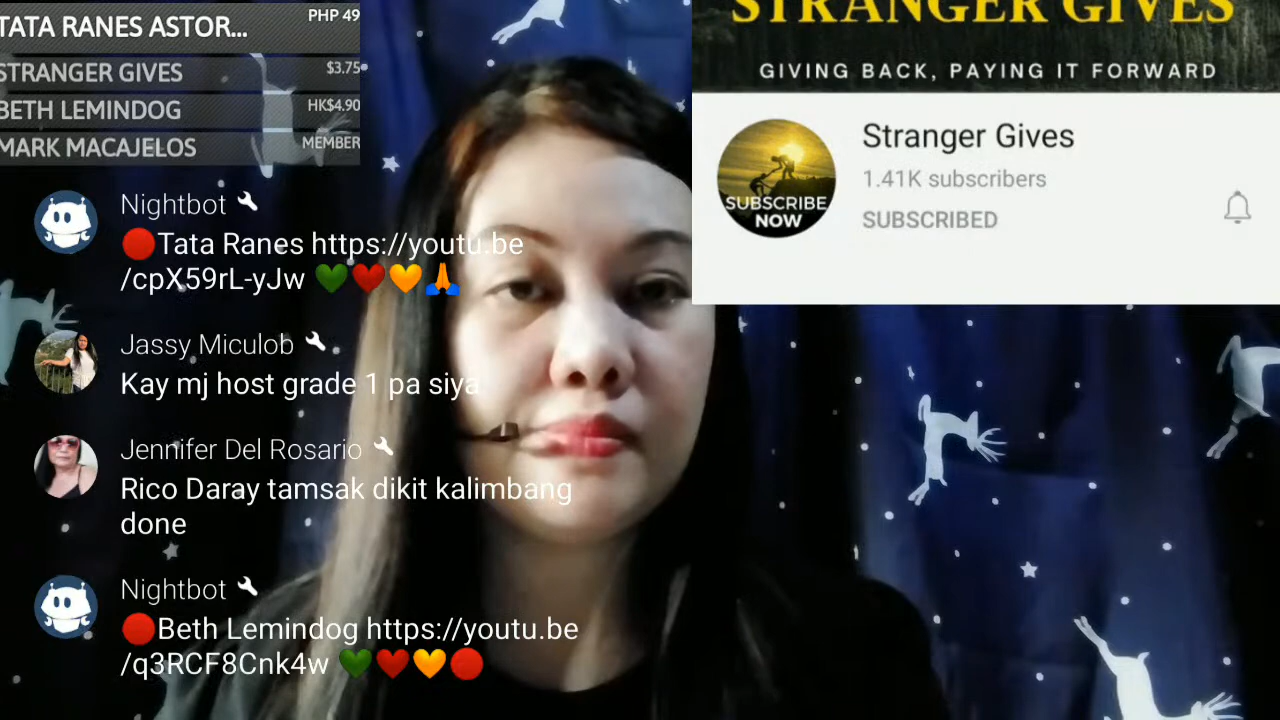 TATA RANES ASTOR... PHP 49
STRANGER GIVES $3.75
BETH LEMINDOG HK$4.90
MARK MACAJELOS MEMBER
Nightbot
🔴Tata Ranes https://youtu.be
/cpX59rL-yJw 💚❤️🧡🙏
Jassy Miculob
Kay mj host grade 1 pa siya
Jennifer Del Rosario
Rico Daray tamsak dikit kalimbang
done
Nightbot
🔴Beth Lemindog https://youtu.be
/q3RCF8Cnk4w 💚❤️🧡🔴
STRANGER GIVES
GIVING BACK, PAYING IT FORWARD
Stranger Gives
1.41K subscribers
SUBSCRIBED
SUBSCRIBE
NOW